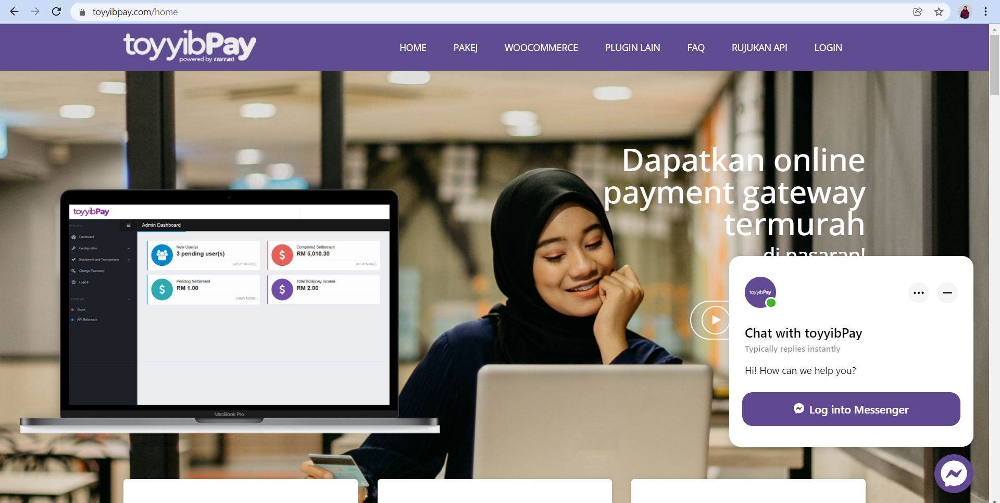 toyyibpay.com/home
toyyibPay
powered by corrad
HOME
PAKEJ
WOOCOMMERCE
PLUGIN LAIN
FAQ
RUJUKAN API
LOGIN
Dapatkan online
payment gateway
termurah
di pasaran!
toyyibPay
Admin Dashboard
Dashboard
Configuration
Settlement and Transactions
Change Password
Logout
OTHERS
About
API Reference
New User(s)
3 pending user(s)
(VIEW USER(S))
Completed Settlement
RM 5,010.30
(VIEW MORE)
Pending Settlement
RM 1.00
(VIEW MORE)
Total Bizappay Income
RM 2.00
MacBook Pro
toyyibPay
Chat with toyyibPay
Typically replies instantly
Hi! How can we help you?
Log into Messenger